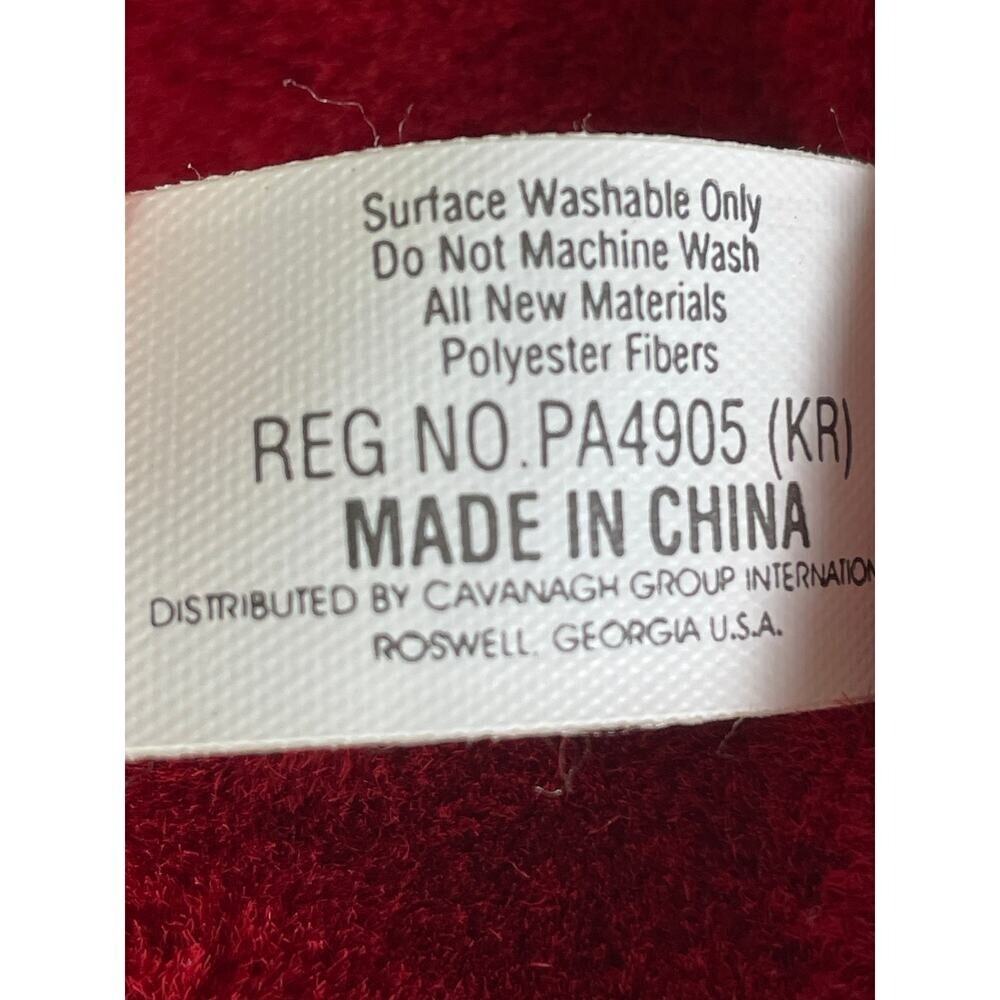 Surface Washable Only
Do Not Machine Wash
All New Materials
Polyester Fibers
REG NO.PA4905 (KR)
MADE IN CHINA
DISTRIBUTED BY CAVANAGH GROUP INTERNATION
ROSWELL, GEORGIA U.S.A.